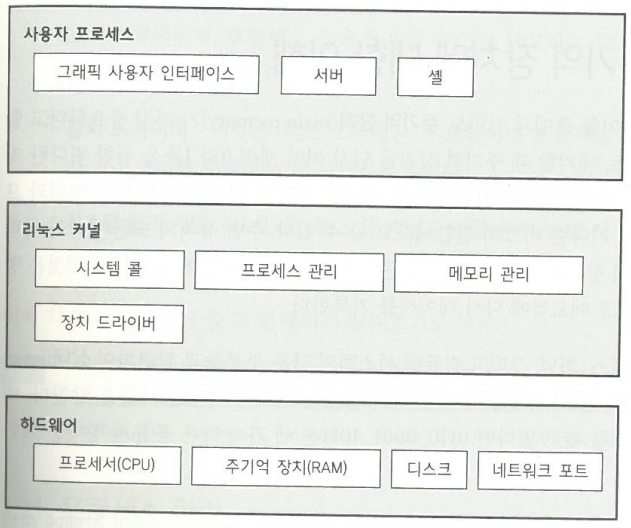 사용자 프로세스
그래픽 사용자 인터페이스 서버 셸
리눅스 커널
시스템 콜 프로세스 관리 메모리 관리
장치 드라이버
하드웨어
프로세서(CPU) 주기억 장치(RAM) 디스크 네트워크 포트